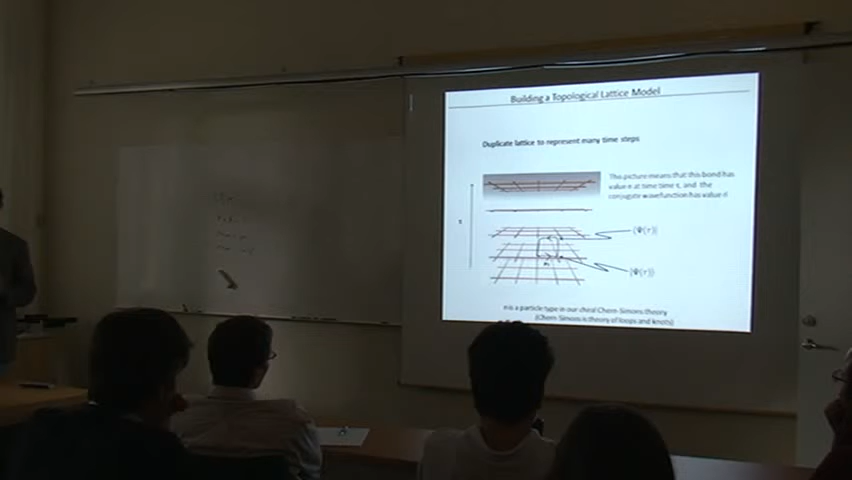 Building a Topological Lattice Model
Duplicate lattice to represent many time steps
This picture means that this bond has
value n at time time τ, and the
conjugate wavefunction has value n
τ
⟨Ψ(τ)|
|Ψ(τ)⟩
n is a particle type in our chiral Chern-Simons theory
(Chern-Simons is theory of loops and knots)